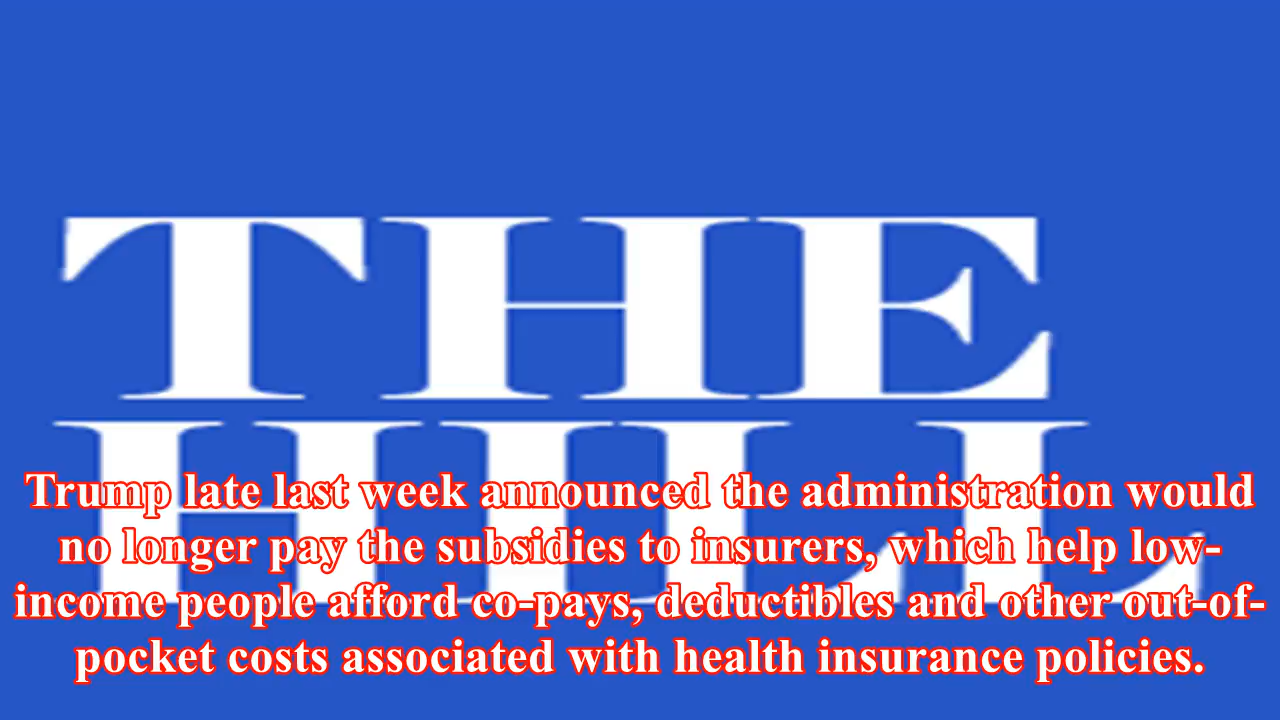 THE
HILL
Trump late last week announced the administration would
no longer pay the subsidies to insurers, which help low-
income people afford co-pays, deductibles and other out-of-
pocket costs associated with health insurance policies.